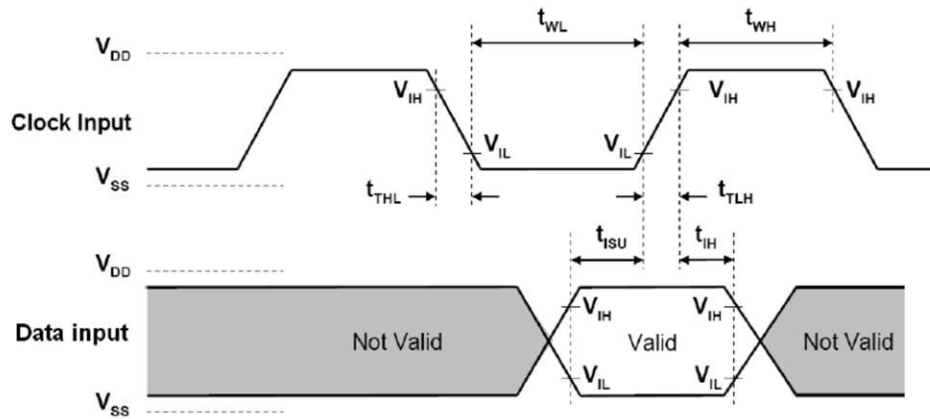 t_WL t_WH
V_DD
V_IH V_IH V_IH
Clock Input
V_IL V_IL
V_SS
t_THL t_TLH
t_ISU t_IH
V_DD
V_IH V_IH
Data input Not Valid Valid Not Valid
V_IL V_IL
V_SS